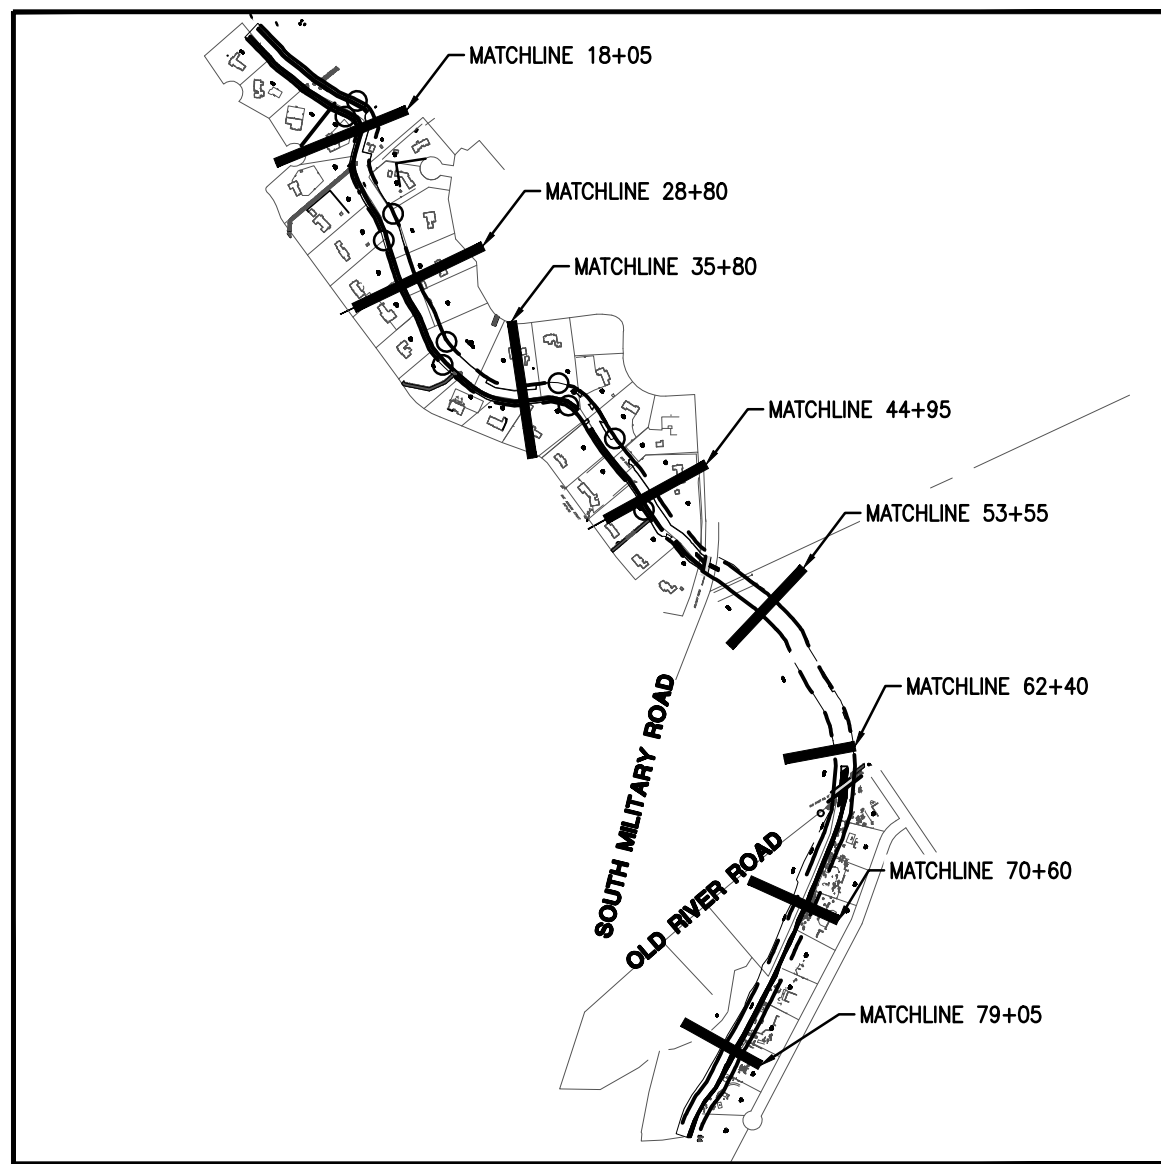 MATCHLINE 18+05
MATCHLINE 28+80
MATCHLINE 35+80
MATCHLINE 44+95
MATCHLINE 53+55
SOUTH MILITARY ROAD
MATCHLINE 62+40
OLD RIVER ROAD
MATCHLINE 70+60
MATCHLINE 79+05